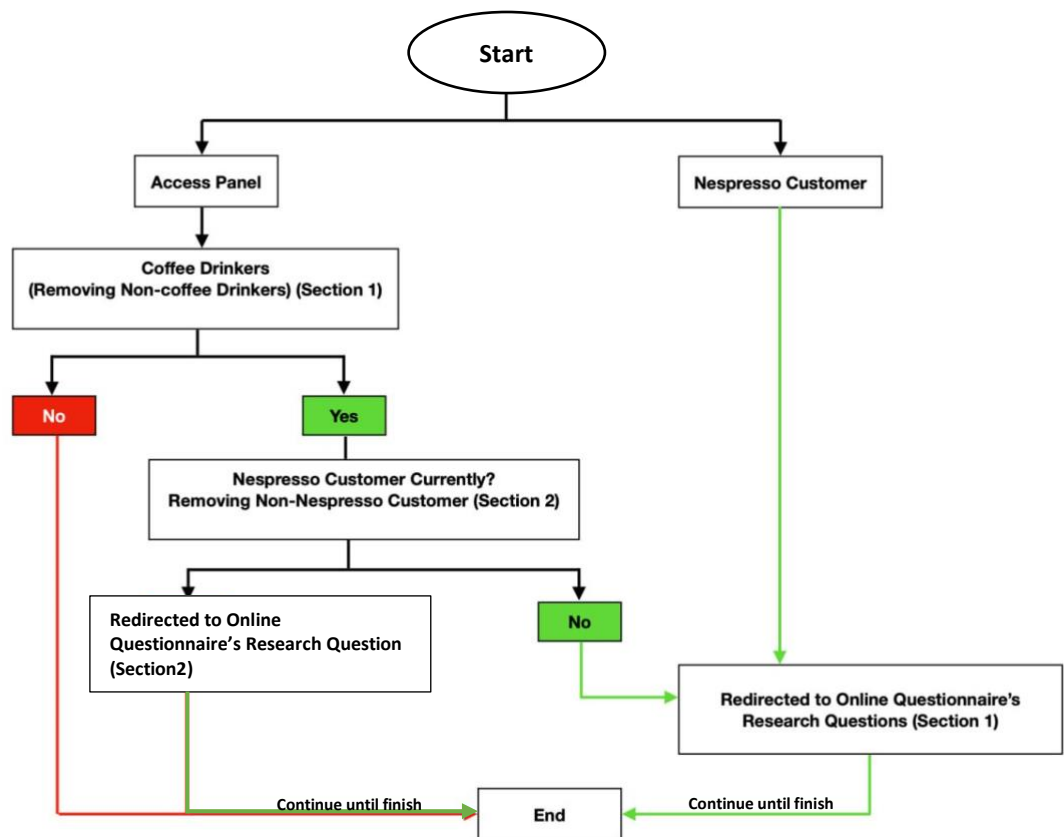 Start
Access Panel
Nespresso Customer
Coffee Drinkers
(Removing Non-coffee Drinkers) (Section 1)
No
Yes
Nespresso Customer Currently?
Removing Non-Nespresso Customer (Section 2)
Redirected to Online
Questionnaire’s Research Question
(Section2)
No
Redirected to Online Questionnaire’s
Research Questions (Section 1)
Continue until finish
End
Continue until finish